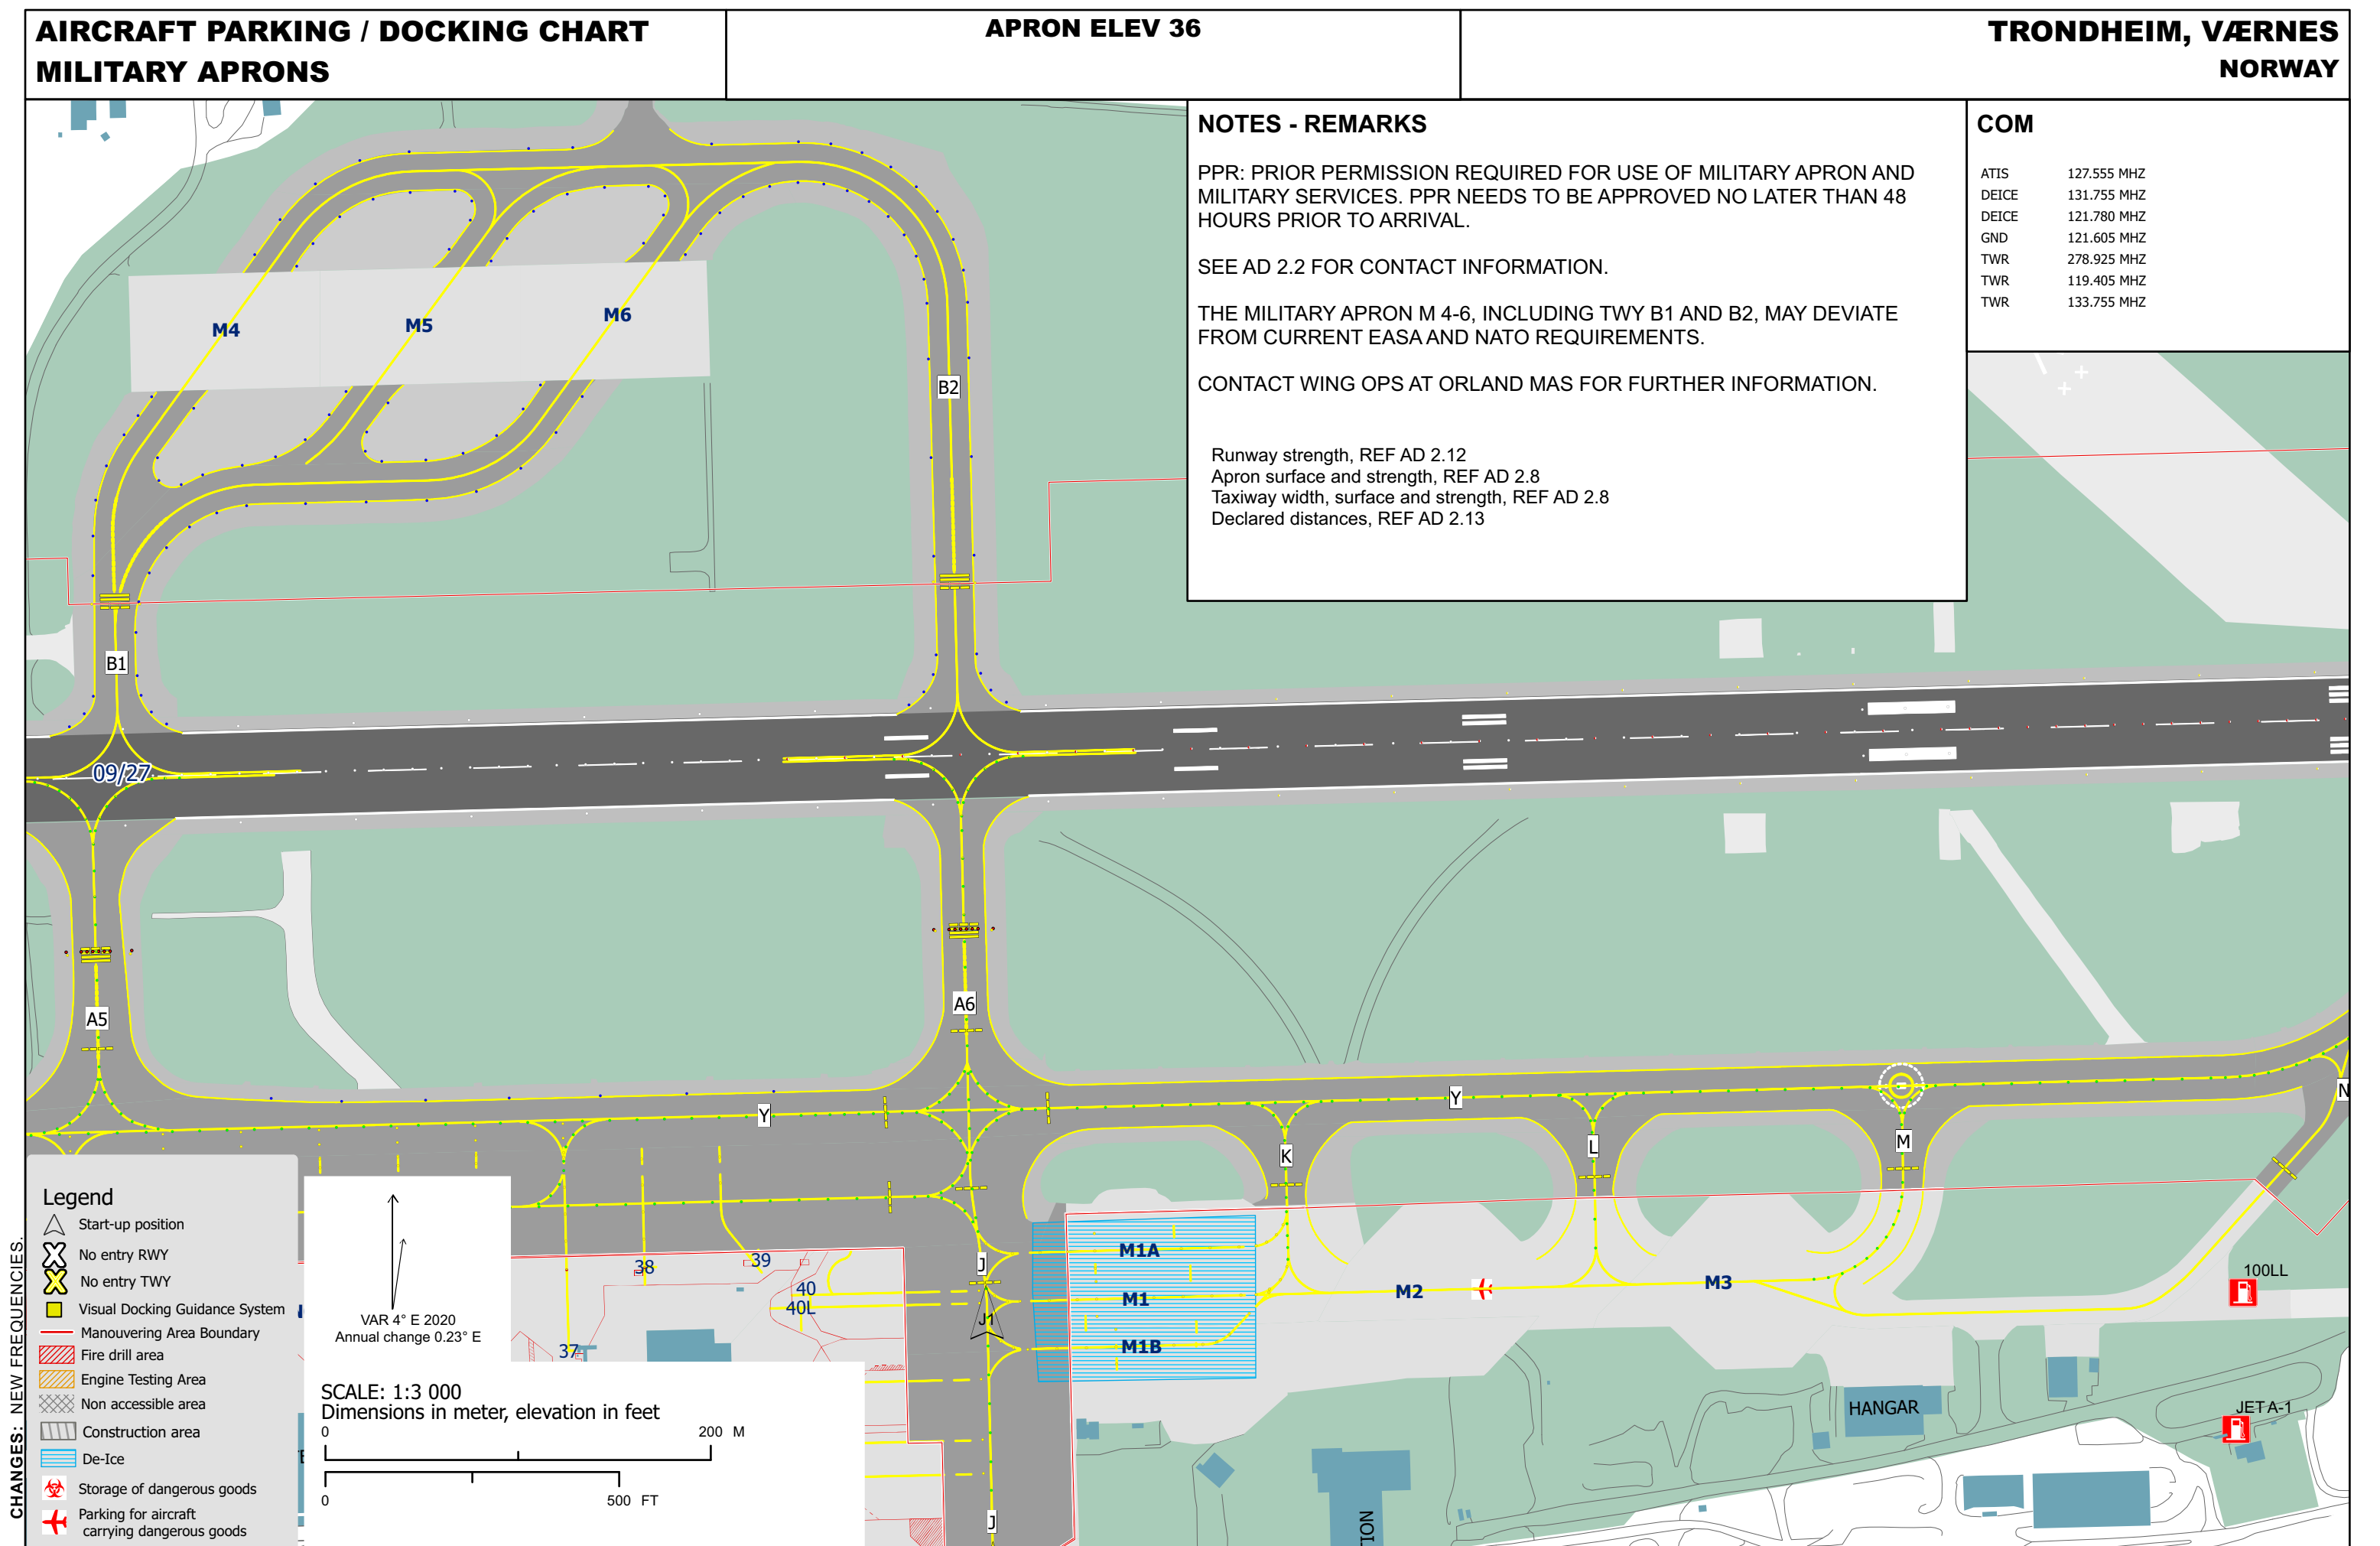 AIRCRAFT PARKING / DOCKING CHART
MILITARY APRONS
APRON ELEV 36
TRONDHEIM, VÆRNES
NORWAY
NOTES - REMARKS
PPR: PRIOR PERMISSION REQUIRED FOR USE OF MILITARY APRON AND
MILITARY SERVICES. PPR NEEDS TO BE APPROVED NO LATER THAN 48
HOURS PRIOR TO ARRIVAL.
SEE AD 2.2 FOR CONTACT INFORMATION.
THE MILITARY APRON M 4-6, INCLUDING TWY B1 AND B2, MAY DEVIATE
FROM CURRENT EASA AND NATO REQUIREMENTS.
CONTACT WING OPS AT ORLAND MAS FOR FURTHER INFORMATION.
Runway strength, REF AD 2.12
Apron surface and strength, REF AD 2.8
Taxiway width, surface and strength, REF AD 2.8
Declared distances, REF AD 2.13
COM
ATIS 127.555 MHZ
DEICE 131.755 MHZ
DEICE 121.780 MHZ
GND 121.605 MHZ
TWR 278.925 MHZ
TWR 119.405 MHZ
TWR 133.755 MHZ
M4
M5
M6
B2
B1
09/27
A5
A6
Y
Y
K
L
M
N
J
M1A
M1
M1B
M2
M3
J1
J
38
39
40
40L
37
100LL
JET A-1
HANGAR
Legend
Start-up position
No entry RWY
No entry TWY
Visual Docking Guidance System
Manouvering Area Boundary
Fire drill area
Engine Testing Area
Non accessible area
Construction area
De-Ice
Storage of dangerous goods
Parking for aircraft
carrying dangerous goods
VAR 4° E 2020
Annual change 0.23° E
SCALE: 1:3 000
Dimensions in meter, elevation in feet
0 200 M
0 500 FT
CHANGES: NEW FREQUENCIES.